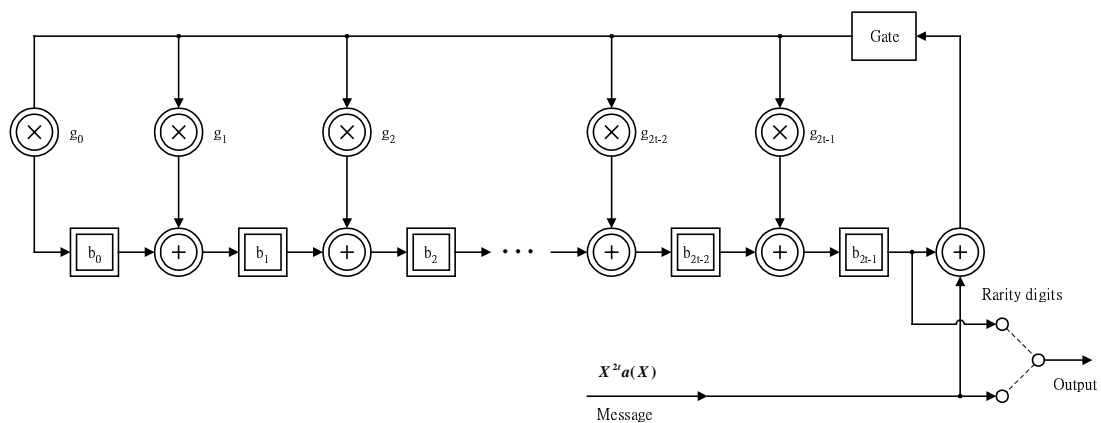 Gate
× g₀ × g₁ × g₂ × g₂ₜ₋₂ × g₂ₜ₋₁
b₀ + b₁ + b₂ ··· + b₂ₜ₋₂ + b₂ₜ₋₁ +
Rarity digits
X²ᵗa(X)
Message
Output